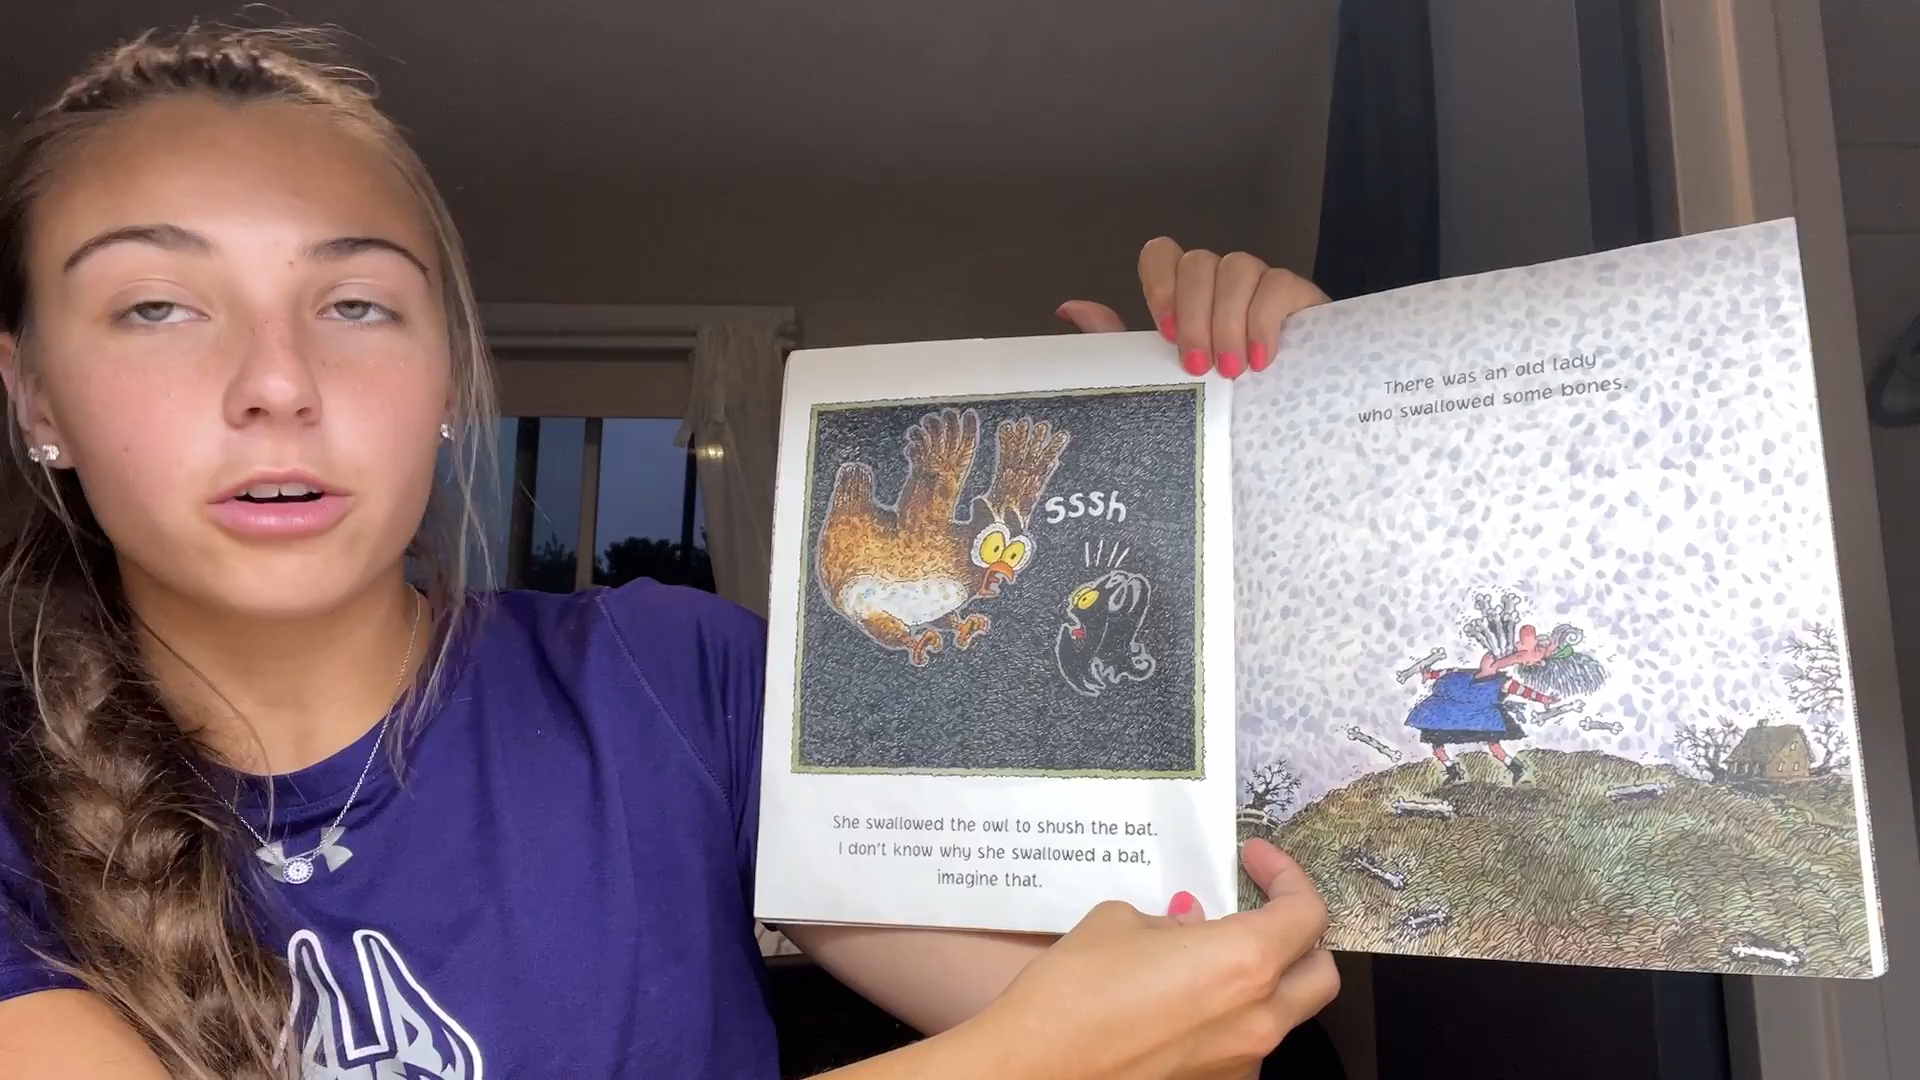 sssh
She swallowed the owl to shush the bat.
I don't know why she swallowed a bat,
imagine that.
There was an old lady
who swallowed some bones.